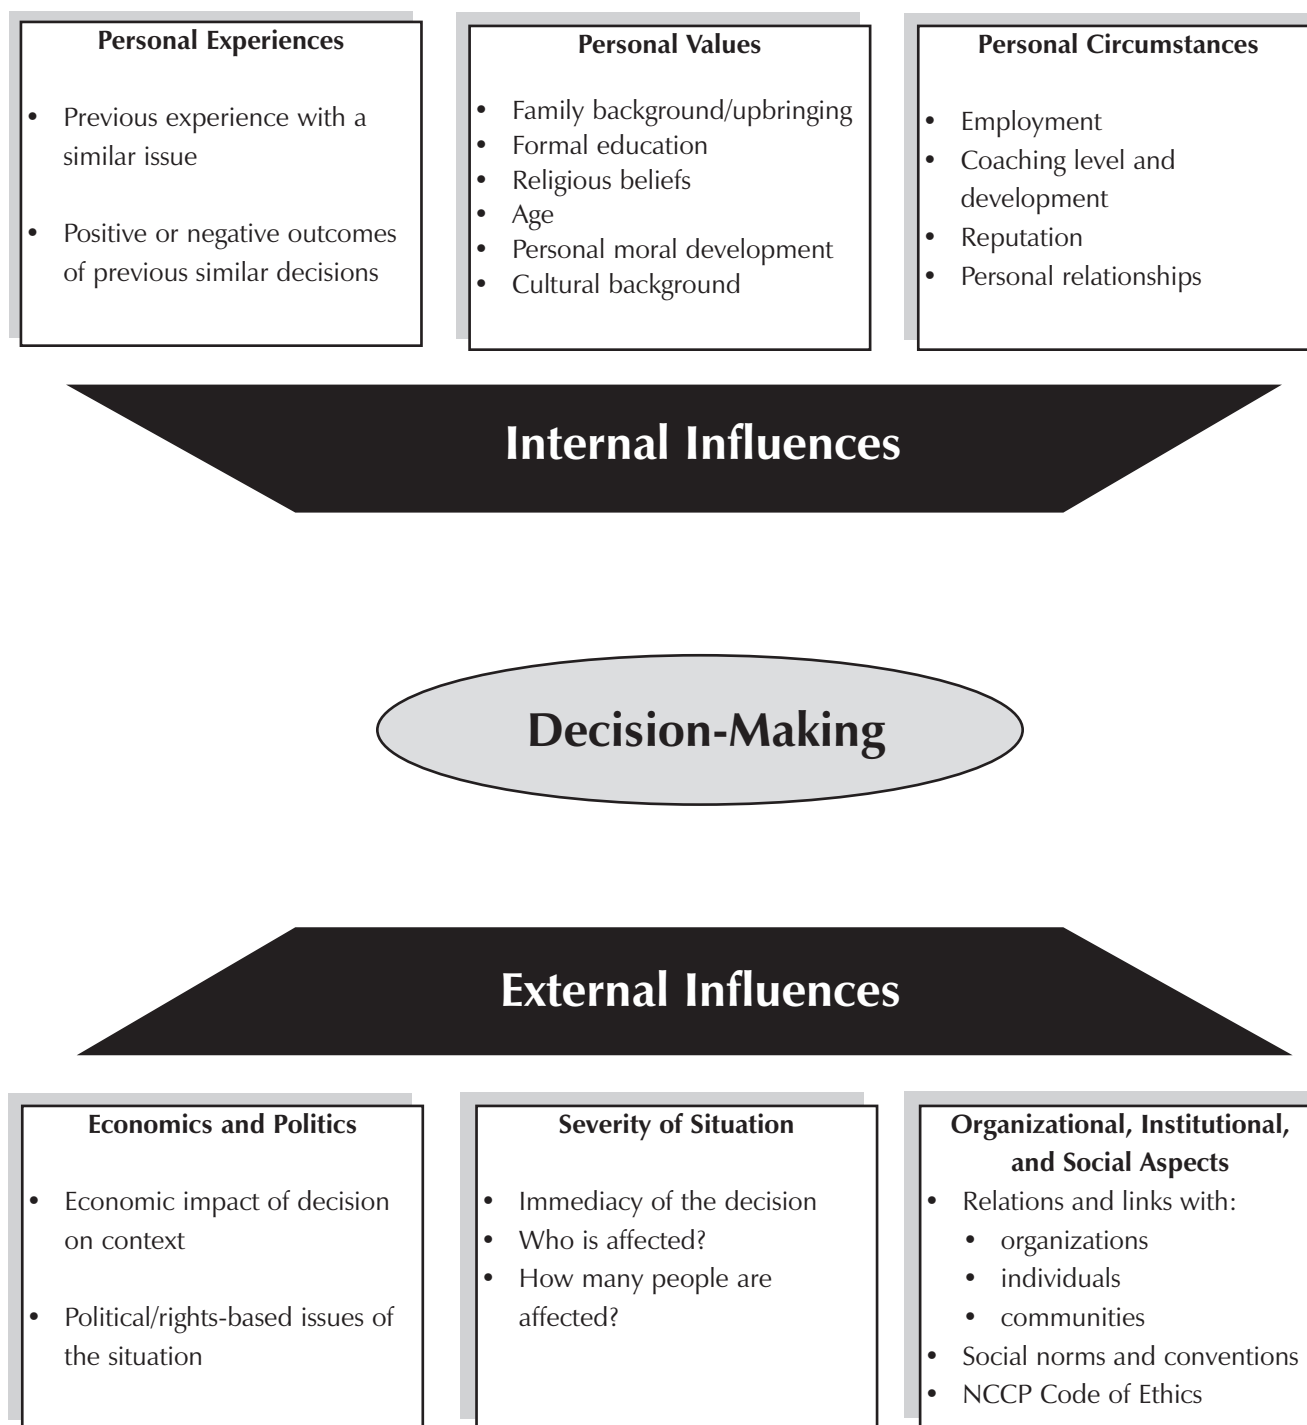 Personal Experiences
• Previous experience with a
similar issue
• Positive or negative outcomes
of previous similar decisions
Personal Values
• Family background/upbringing
• Formal education
• Religious beliefs
• Age
• Personal moral development
• Cultural background
Personal Circumstances
• Employment
• Coaching level and
development
• Reputation
• Personal relationships
Internal Influences
Decision-Making
External Influences
Economics and Politics
• Economic impact of decision
on context
• Political/rights-based issues of
the situation
Severity of Situation
• Immediacy of the decision
• Who is affected?
• How many people are
affected?
Organizational, Institutional,
and Social Aspects
• Relations and links with:
• organizations
• individuals
• communities
• Social norms and conventions
• NCCP Code of Ethics